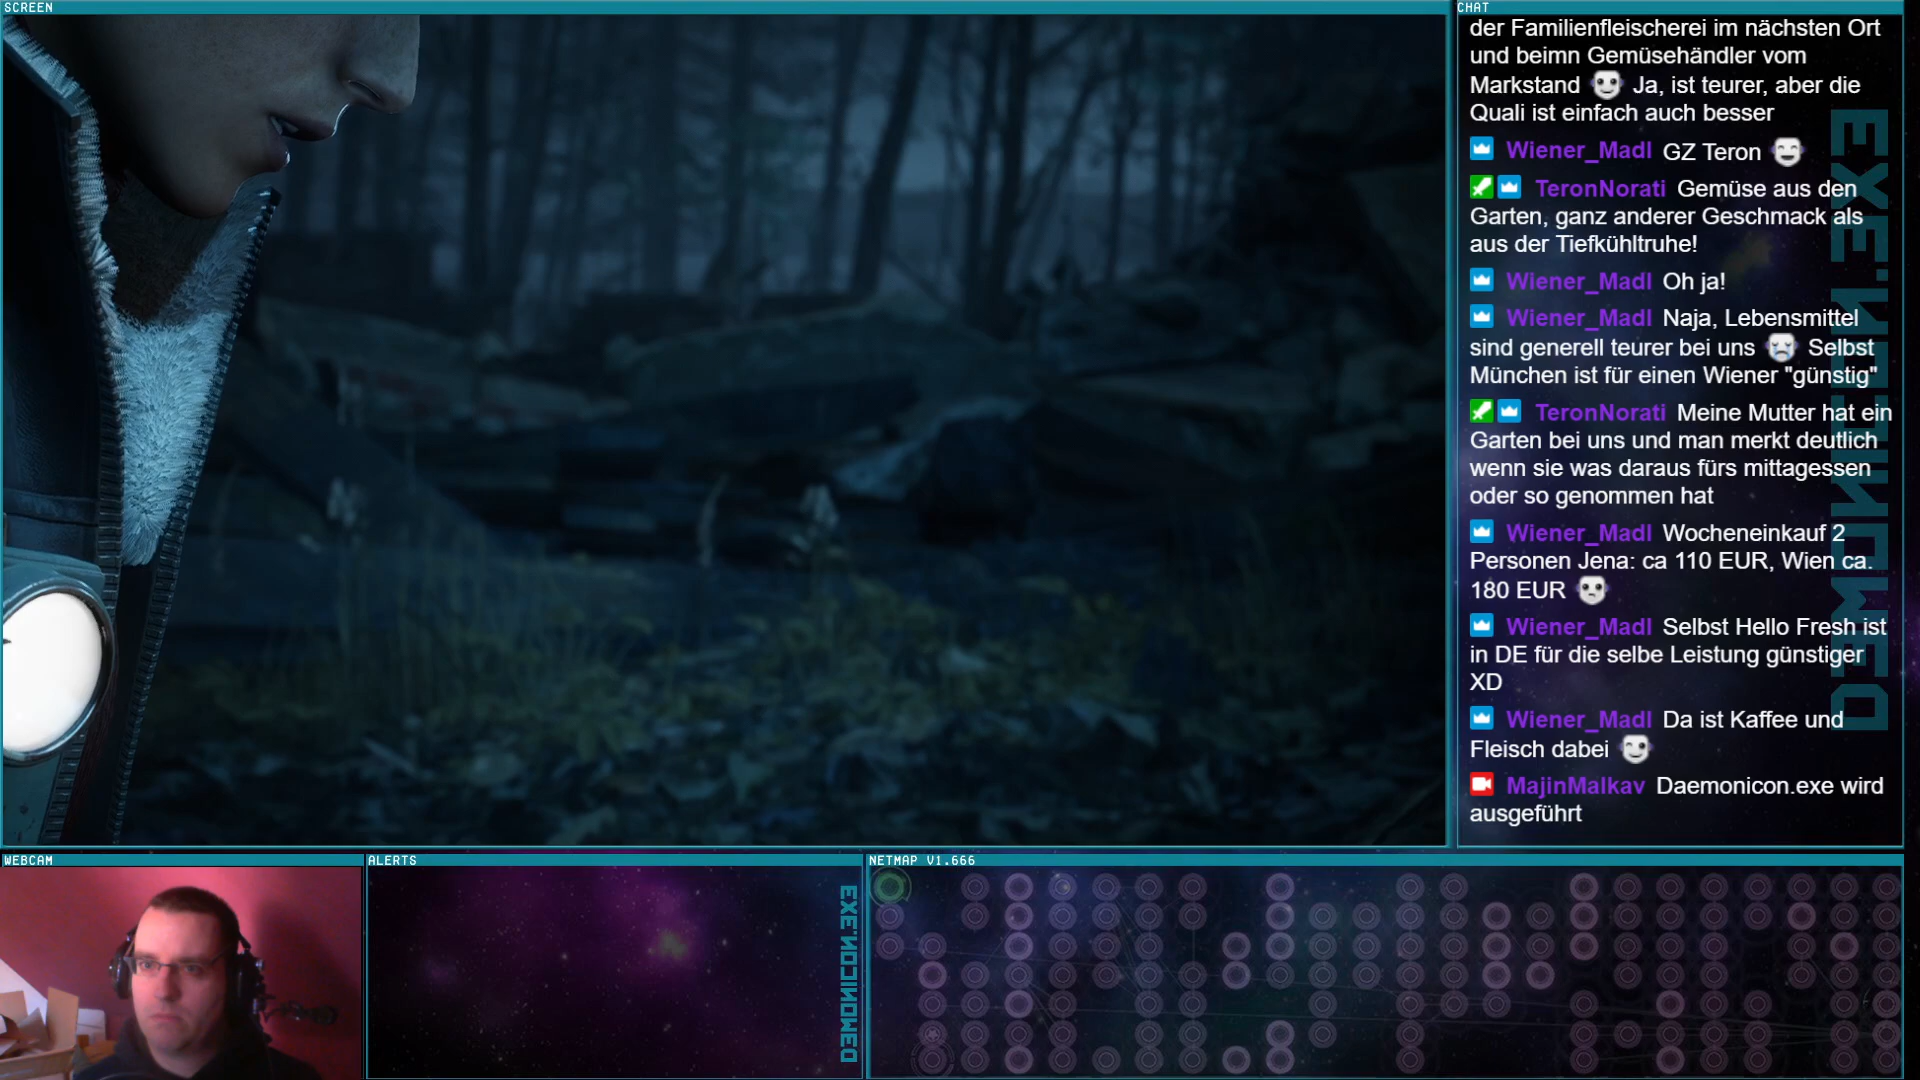 SCREEN
CHAT
der Familienfleischerei im nächsten Ort
und beimn Gemüsehändler vom
Markstand Ja, ist teurer, aber die
Quali ist einfach auch besser
Wiener_Madl GZ Teron
TeronNorati Gemüse aus den
Garten, ganz anderer Geschmack als
aus der Tiefkühltruhe!
Wiener_Madl Oh ja!
Wiener_Madl Naja, Lebensmittel
sind generell teurer bei uns Selbst
München ist für einen Wiener "günstig"
TeronNorati Meine Mutter hat ein
Garten bei uns und man merkt deutlich
wenn sie was daraus fürs mittagessen
oder so genommen hat
Wiener_Madl Wocheneinkauf 2
Personen Jena: ca 110 EUR, Wien ca.
180 EUR
Wiener_Madl Selbst Hello Fresh ist
in DE für die selbe Leistung günstiger
XD
Wiener_Madl Da ist Kaffee und
Fleisch dabei
MajinMalkav Daemonicon.exe wird
ausgeführt
WEBCAM
ALERTS
NETMAP V1.666